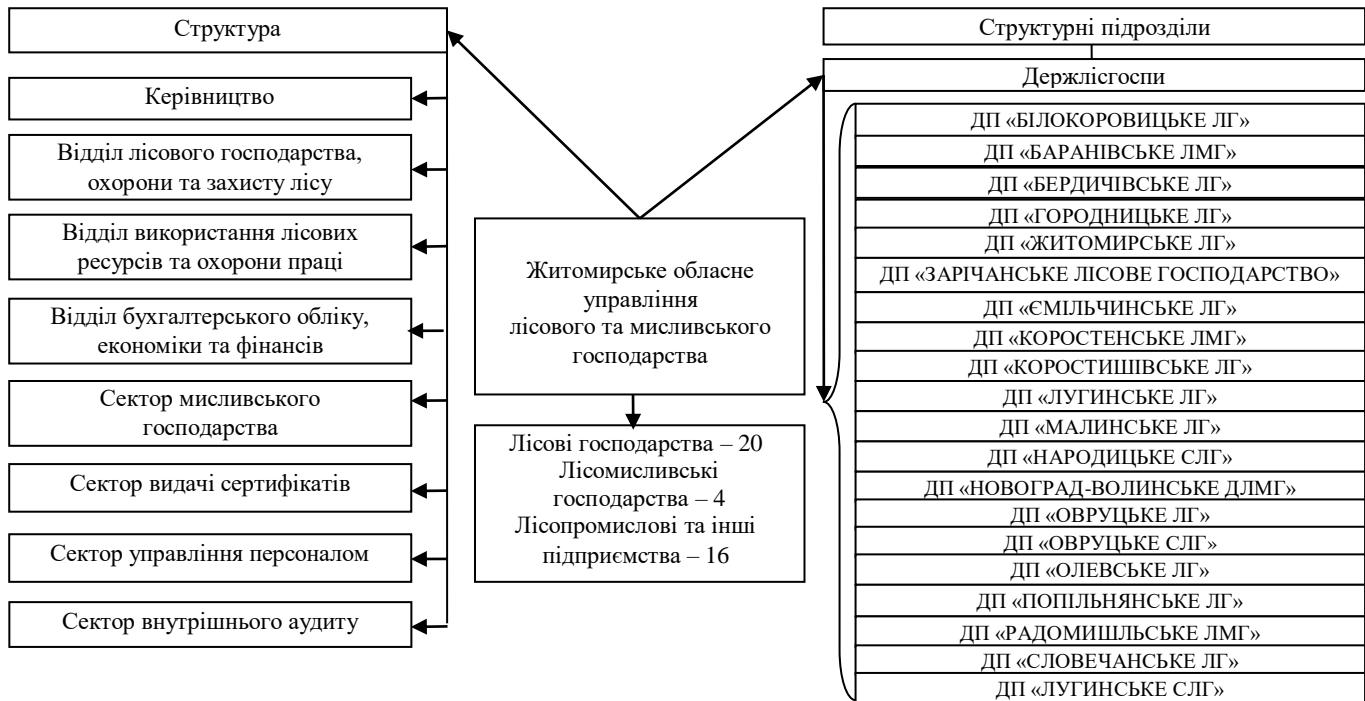 Структура
Керівництво
Відділ лісового господарства,
охорони та захисту лісу
Відділ використання лісових
ресурсів та охорони праці
Відділ бухгалтерського обліку,
економіки та фінансів
Сектор мисливського
господарства
Сектор видачі сертифікатів
Сектор управління персоналом
Сектор внутрішнього аудиту
Житомирське обласне
управління
лісового та мисливського
господарства
Лісові господарства – 20
Лісомисливські
господарства – 4
Лісопромислові та інші
підприємства – 16
Структурні підрозділи
Держлісгоспи
ДП «БІЛОКОРОВИЦЬКЕ ЛГ»
ДП «БАРАНІВСЬКЕ ЛМГ»
ДП «БЕРДИЧІВСЬКЕ ЛГ»
ДП «ГОРОДНИЦЬКЕ ЛГ»
ДП «ЖИТОМИРСЬКЕ ЛГ»
ДП «ЗАРІЧАНСЬКЕ ЛІСОВЕ ГОСПОДАРСТВО»
ДП «ЄМІЛЬЧИНСЬКЕ ЛГ»
ДП «КОРОСТЕНСЬКЕ ЛМГ»
ДП «КОРОСТИШІВСЬКЕ ЛГ»
ДП «ЛУГИНСЬКЕ ЛГ»
ДП «МАЛИНСЬКЕ ЛГ»
ДП «НАРОДИЦЬКЕ СЛГ»
ДП «НОВОГРАД-ВОЛИНСЬКЕ ДЛМГ»
ДП «ОВРУЦЬКЕ ЛГ»
ДП «ОВРУЦЬКЕ СЛГ»
ДП «ОЛЕВСЬКЕ ЛГ»
ДП «ПОПІЛЬНЯНСЬКЕ ЛГ»
ДП «РАДОМИШЛЬСЬКЕ ЛМГ»
ДП «СЛОВЕЧАНСЬКЕ ЛГ»
ДП «ЛУГИНСЬКЕ СЛГ»